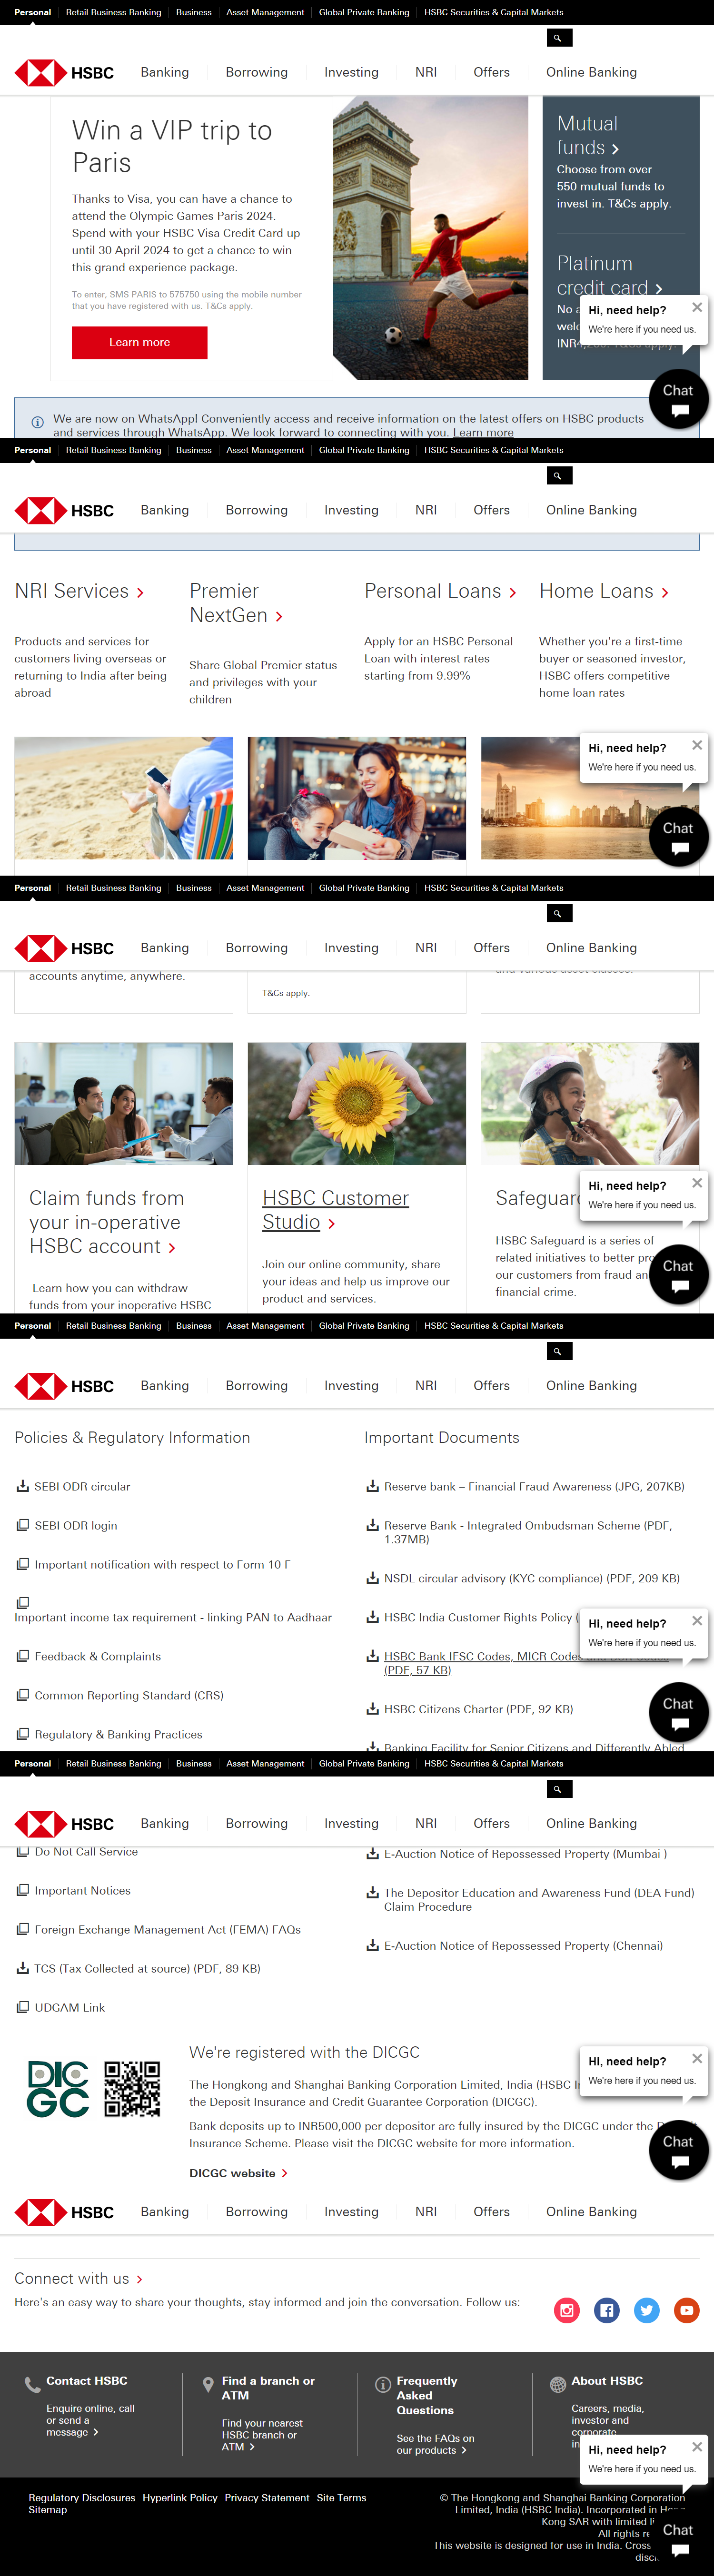 Personal Retail Business Banking Business Asset Management Global Private Banking HSBC Securities & Capital Markets
HSBC Banking Borrowing Investing NRI Offers Online Banking
Win a VIP trip to
Paris
Thanks to Visa, you can have a chance to
attend the Olympic Games Paris 2024.
Spend with your HSBC Visa Credit Card up
until 30 April 2024 to get a chance to win
this grand experience package.
To enter, SMS PARIS to 575750 using the mobile number
that you have registered with us. T&Cs apply.
Learn more
Mutual
funds
Choose from over
550 mutual funds to
invest in. T&Cs apply.
Platinum
credit card
Hi, need help?
We're here if you need us.
Chat
We are now on WhatsApp! Conveniently access and receive information on the latest offers on HSBC products
and services through WhatsApp. We look forward to connecting with you. Learn more
Personal Retail Business Banking Business Asset Management Global Private Banking HSBC Securities & Capital Markets
HSBC Banking Borrowing Investing NRI Offers Online Banking
NRI Services
Products and services for
customers living overseas or
returning to India after being
abroad
Premier
NextGen
Share Global Premier status
and privileges with your
children
Personal Loans
Apply for an HSBC Personal
Loan with interest rates
starting from 9.99%
Home Loans
Whether you're a first-time
buyer or seasoned investor,
HSBC offers competitive
home loan rates
Hi, need help?
We're here if you need us.
Chat
Personal Retail Business Banking Business Asset Management Global Private Banking HSBC Securities & Capital Markets
HSBC Banking Borrowing Investing NRI Offers Online Banking
accounts anytime, anywhere.
T&Cs apply.
Claim funds from
your in-operative
HSBC account
Learn how you can withdraw
funds from your inoperative HSBC
HSBC Customer
Studio
Join our online community, share
your ideas and help us improve our
product and services.
HSBC Safeguard is a series of
related initiatives to better
our customers from fraud
financial crime.
Hi, need help?
We're here if you need us.
Chat
Personal Retail Business Banking Business Asset Management Global Private Banking HSBC Securities & Capital Markets
HSBC Banking Borrowing Investing NRI Offers Online Banking
Policies & Regulatory Information
SEBI ODR circular
SEBI ODR login
Important notification with respect to Form 10 F
Important income tax requirement - linking PAN to Aadhaar
Feedback & Complaints
Common Reporting Standard (CRS)
Regulatory & Banking Practices
Important Documents
Reserve bank – Financial Fraud Awareness (JPG, 207KB)
Reserve Bank - Integrated Ombudsman Scheme (PDF,
1.37MB)
NSDL circular advisory (KYC compliance) (PDF, 209 KB)
HSBC India Customer Rights Policy (
HSBC Bank IFSC Codes, MICR Codes
(PDF, 57 KB)
HSBC Citizens Charter (PDF, 92 KB)
Banking Facility for Senior Citizens and Differently Abled
Hi, need help?
We're here if you need us.
Chat
Personal Retail Business Banking Business Asset Management Global Private Banking HSBC Securities & Capital Markets
HSBC Banking Borrowing Investing NRI Offers Online Banking
Do Not Call Service
Important Notices
Foreign Exchange Management Act (FEMA) FAQs
TCS (Tax Collected at source) (PDF, 89 KB)
UDGAM Link
E-Auction Notice of Repossessed Property (Mumbai )
The Depositor Education and Awareness Fund (DEA Fund)
Claim Procedure
E-Auction Notice of Repossessed Property (Chennai)
DICGC
We're registered with the DICGC
The Hongkong and Shanghai Banking Corporation Limited, India (HSBC
the Deposit Insurance and Credit Guarantee Corporation (DICGC).
Bank deposits up to INR500,000 per depositor are fully insured by the DICGC under the
Insurance Scheme. Please visit the DICGC website for more information.
DICGC website
Hi, need help?
We're here if you need us.
Chat
HSBC Banking Borrowing Investing NRI Offers Online Banking
Connect with us
Here's an easy way to share your thoughts, stay informed and join the conversation. Follow us:
Contact HSBC
Enquire online, call
or send a
message
Find a branch or
ATM
Find your nearest
HSBC branch or
ATM
Frequently
Asked
Questions
See the FAQs on
our products
About HSBC
Careers, media,
investor and
corporate
Hi, need help?
We're here if you need us.
Chat
Regulatory Disclosures Hyperlink Policy Privacy Statement Site Terms
Sitemap
© The Hongkong and Shanghai Banking Corporation
Limited, India (HSBC India). Incorporated in
Kong SAR with limited
All rights
This website is designed for use in India.